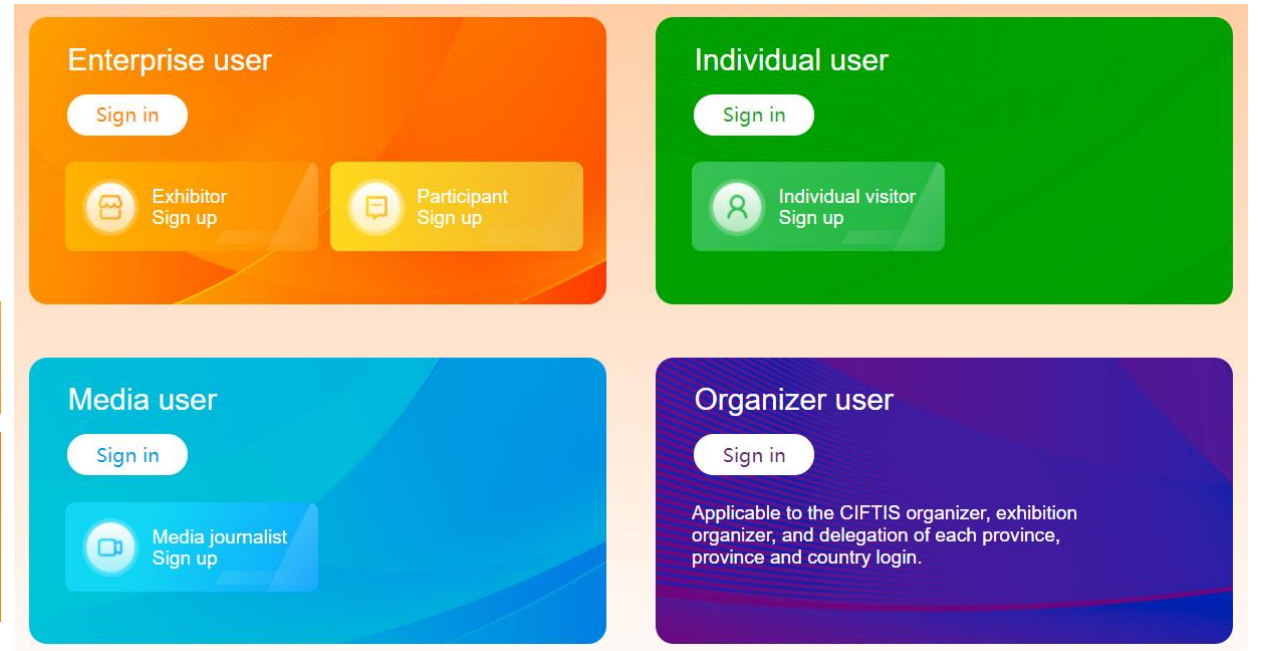 Enterprise user
Sign in
Exhibitor
Sign up
Participant
Sign up
Individual user
Sign in
Individual visitor
Sign up
Media user
Sign in
Media journalist
Sign up
Organizer user
Sign in
Applicable to the CIFTIS organizer, exhibition
organizer, and delegation of each province,
province and country login.